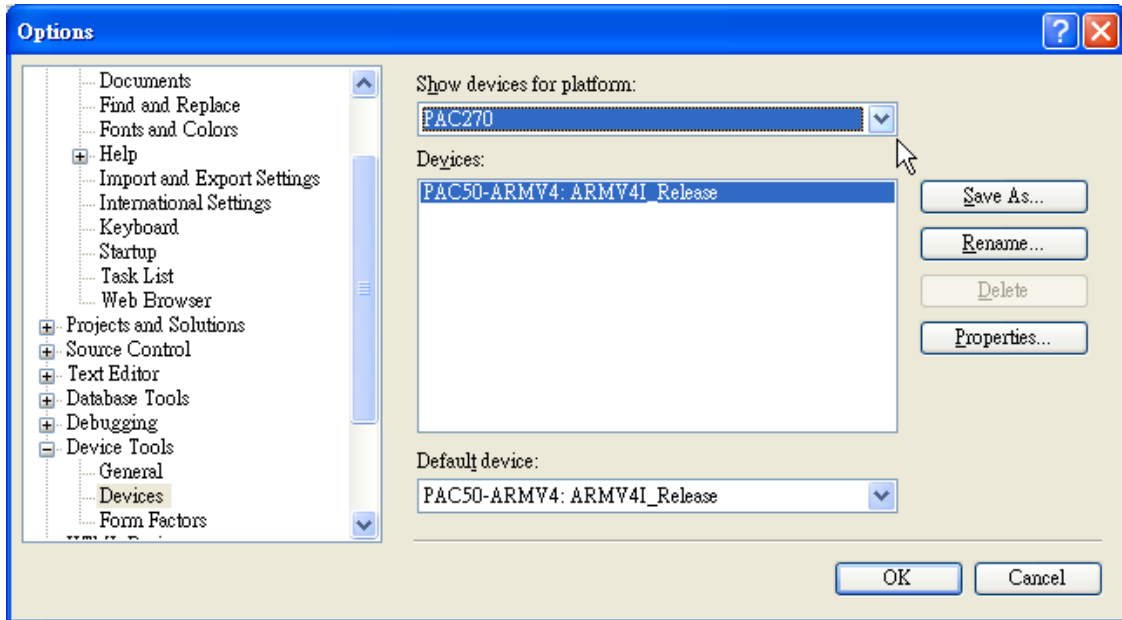 Options
Documents
Find and Replace
Fonts and Colors
Help
Import and Export Settings
International Settings
Keyboard
Startup
Task List
Web Browser
Projects and Solutions
Source Control
Text Editor
Database Tools
Debugging
Device Tools
General
Devices
Form Factors
Show devices for platform:
PAC270
Devices:
PAC50-ARMV4: ARMV4I_Release
Save As...
Rename...
Delete
Properties...
Default device:
PAC50-ARMV4: ARMV4I_Release
OK
Cancel